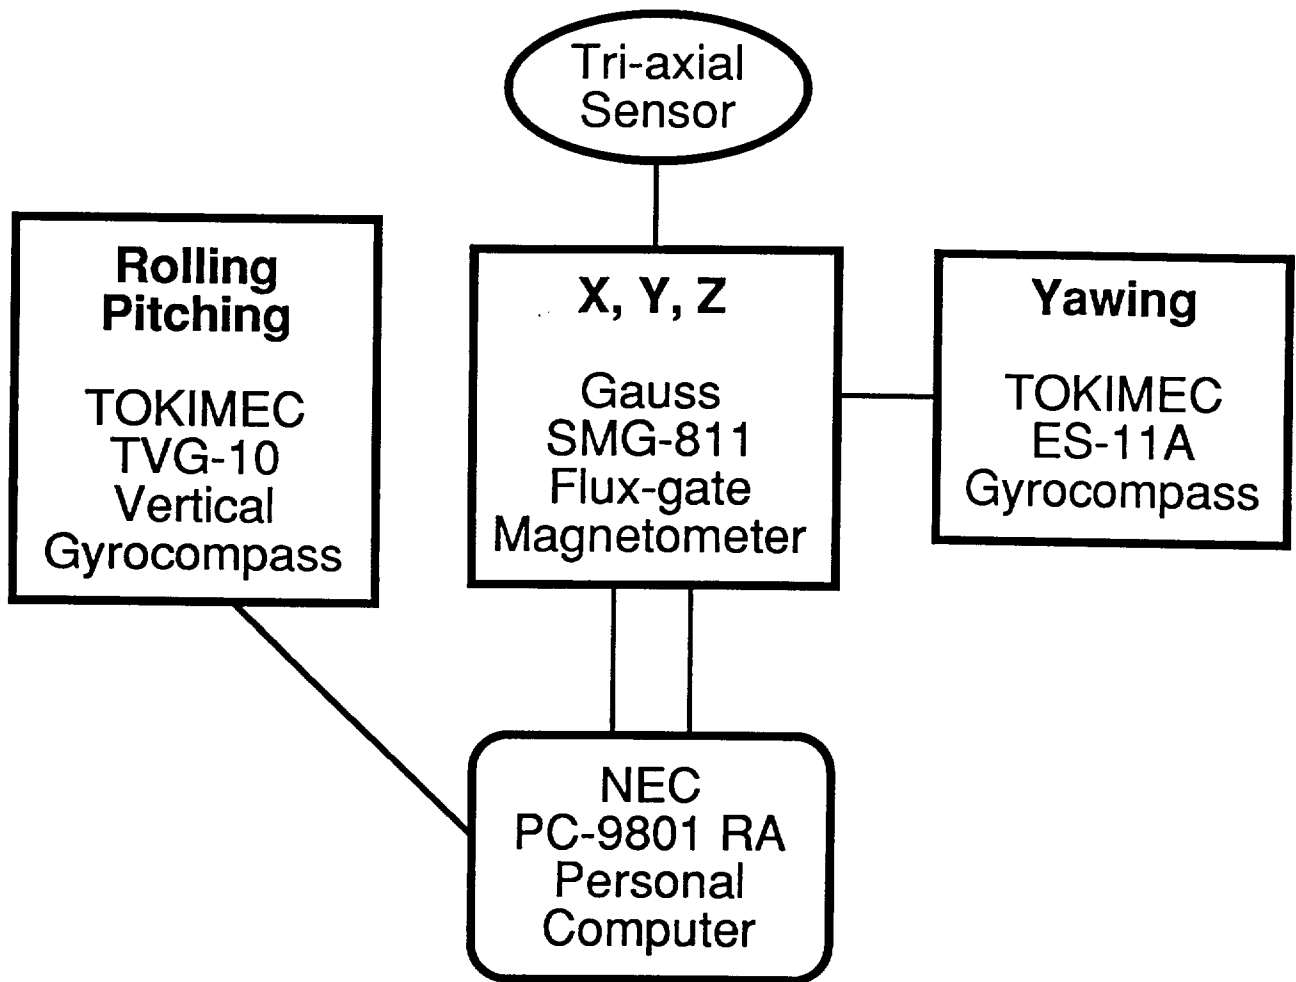 Tri-axial
Sensor
Rolling
Pitching
TOKIMEC
TVG-10
Vertical
Gyrocompass
X, Y, Z
Gauss
SMG-811
Flux-gate
Magnetometer
Yawing
TOKIMEC
ES-11A
Gyrocompass
NEC
PC-9801 RA
Personal
Computer